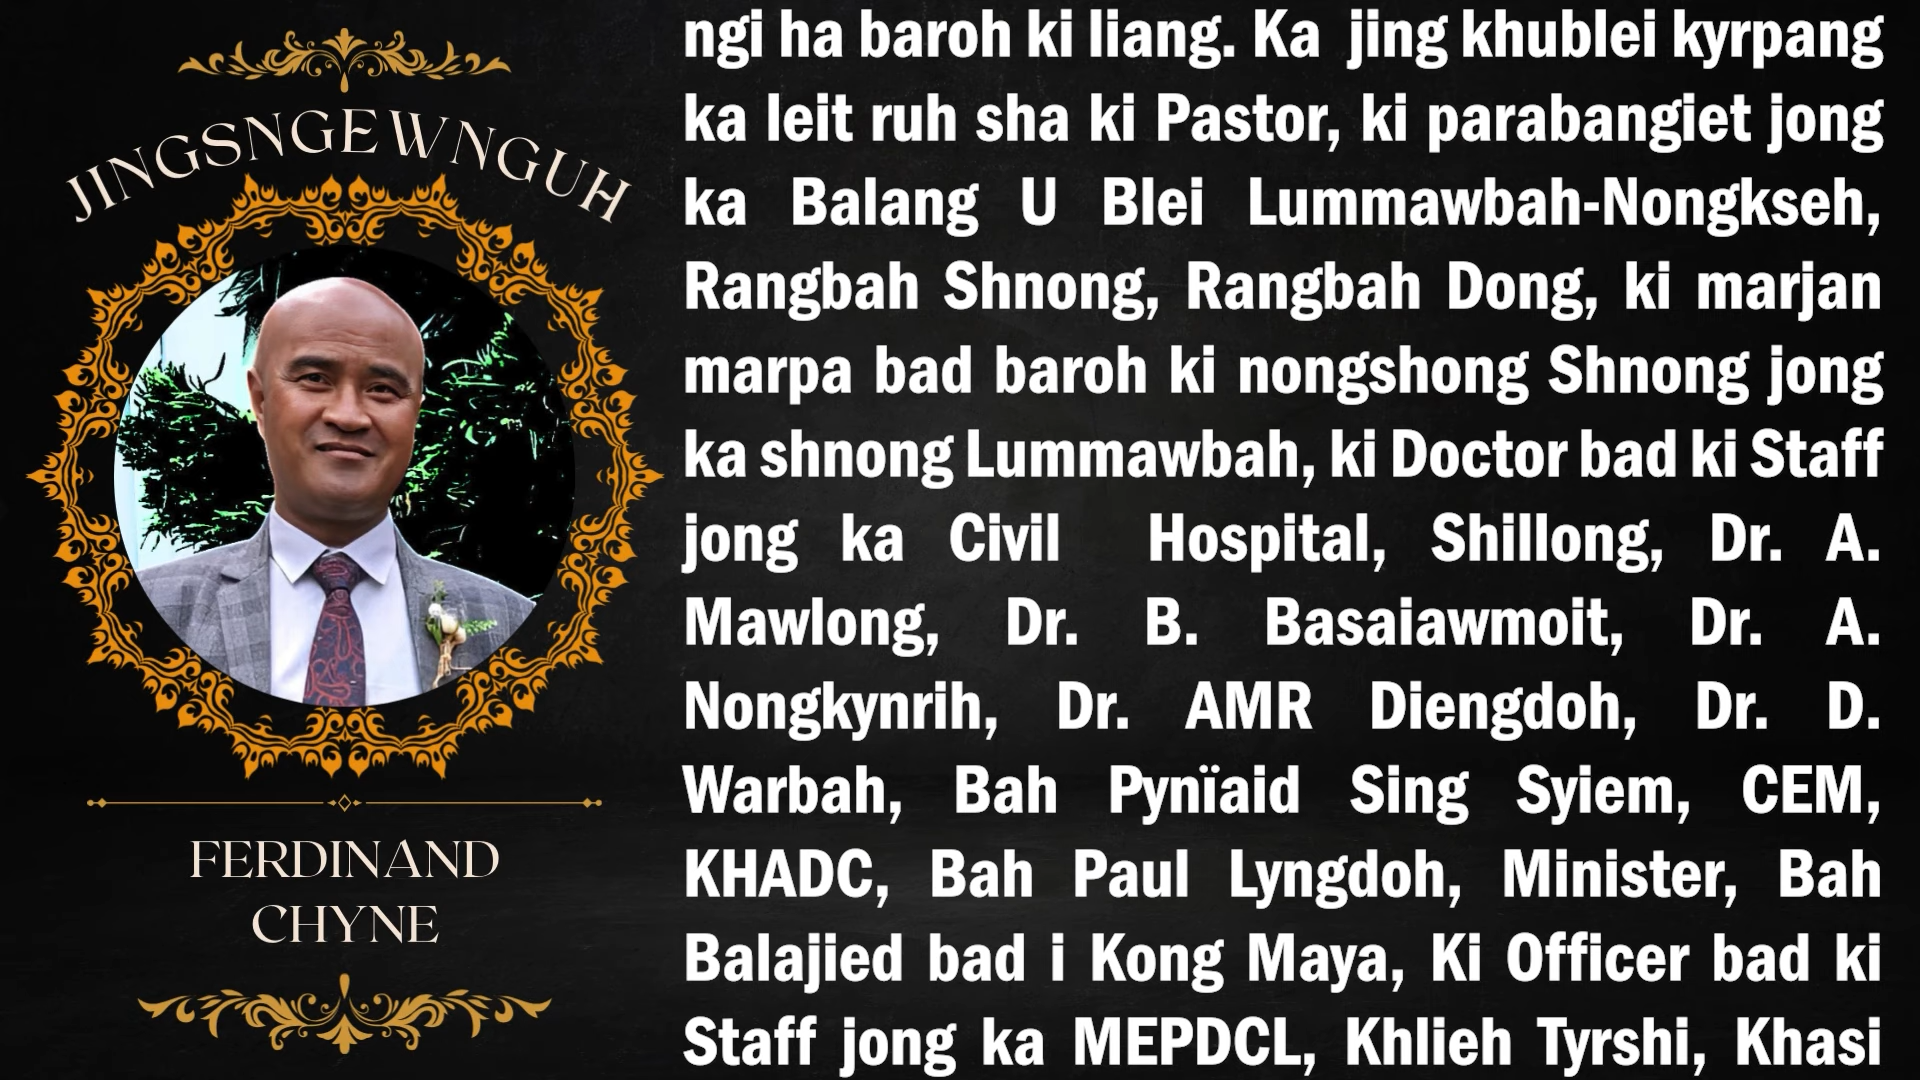 JINGSNGEWNGUH
FERDINAND
CHYNE
ngi ha baroh ki liang. Ka jing khublei kyrpang
ka leit ruh sha ki Pastor, ki parabangiet jong
ka Balang U Blei Lummawbah-Nongkseh,
Rangbah Shnong, Rangbah Dong, ki marjan
marpa bad baroh ki nongshong Shnong jong
ka shnong Lummawbah, ki Doctor bad ki Staff
jong ka Civil Hospital, Shillong, Dr. A.
Mawlong, Dr. B. Basaiawmoit, Dr. A.
Nongkynrih, Dr. AMR Diengdoh, Dr. D.
Warbah, Bah Pynïaid Sing Syiem, CEM,
KHADC, Bah Paul Lyngdoh, Minister, Bah
Balajied bad i Kong Maya, Ki Officer bad ki
Staff jong ka MEPDCL, Khlieh Tyrshi, Khasi